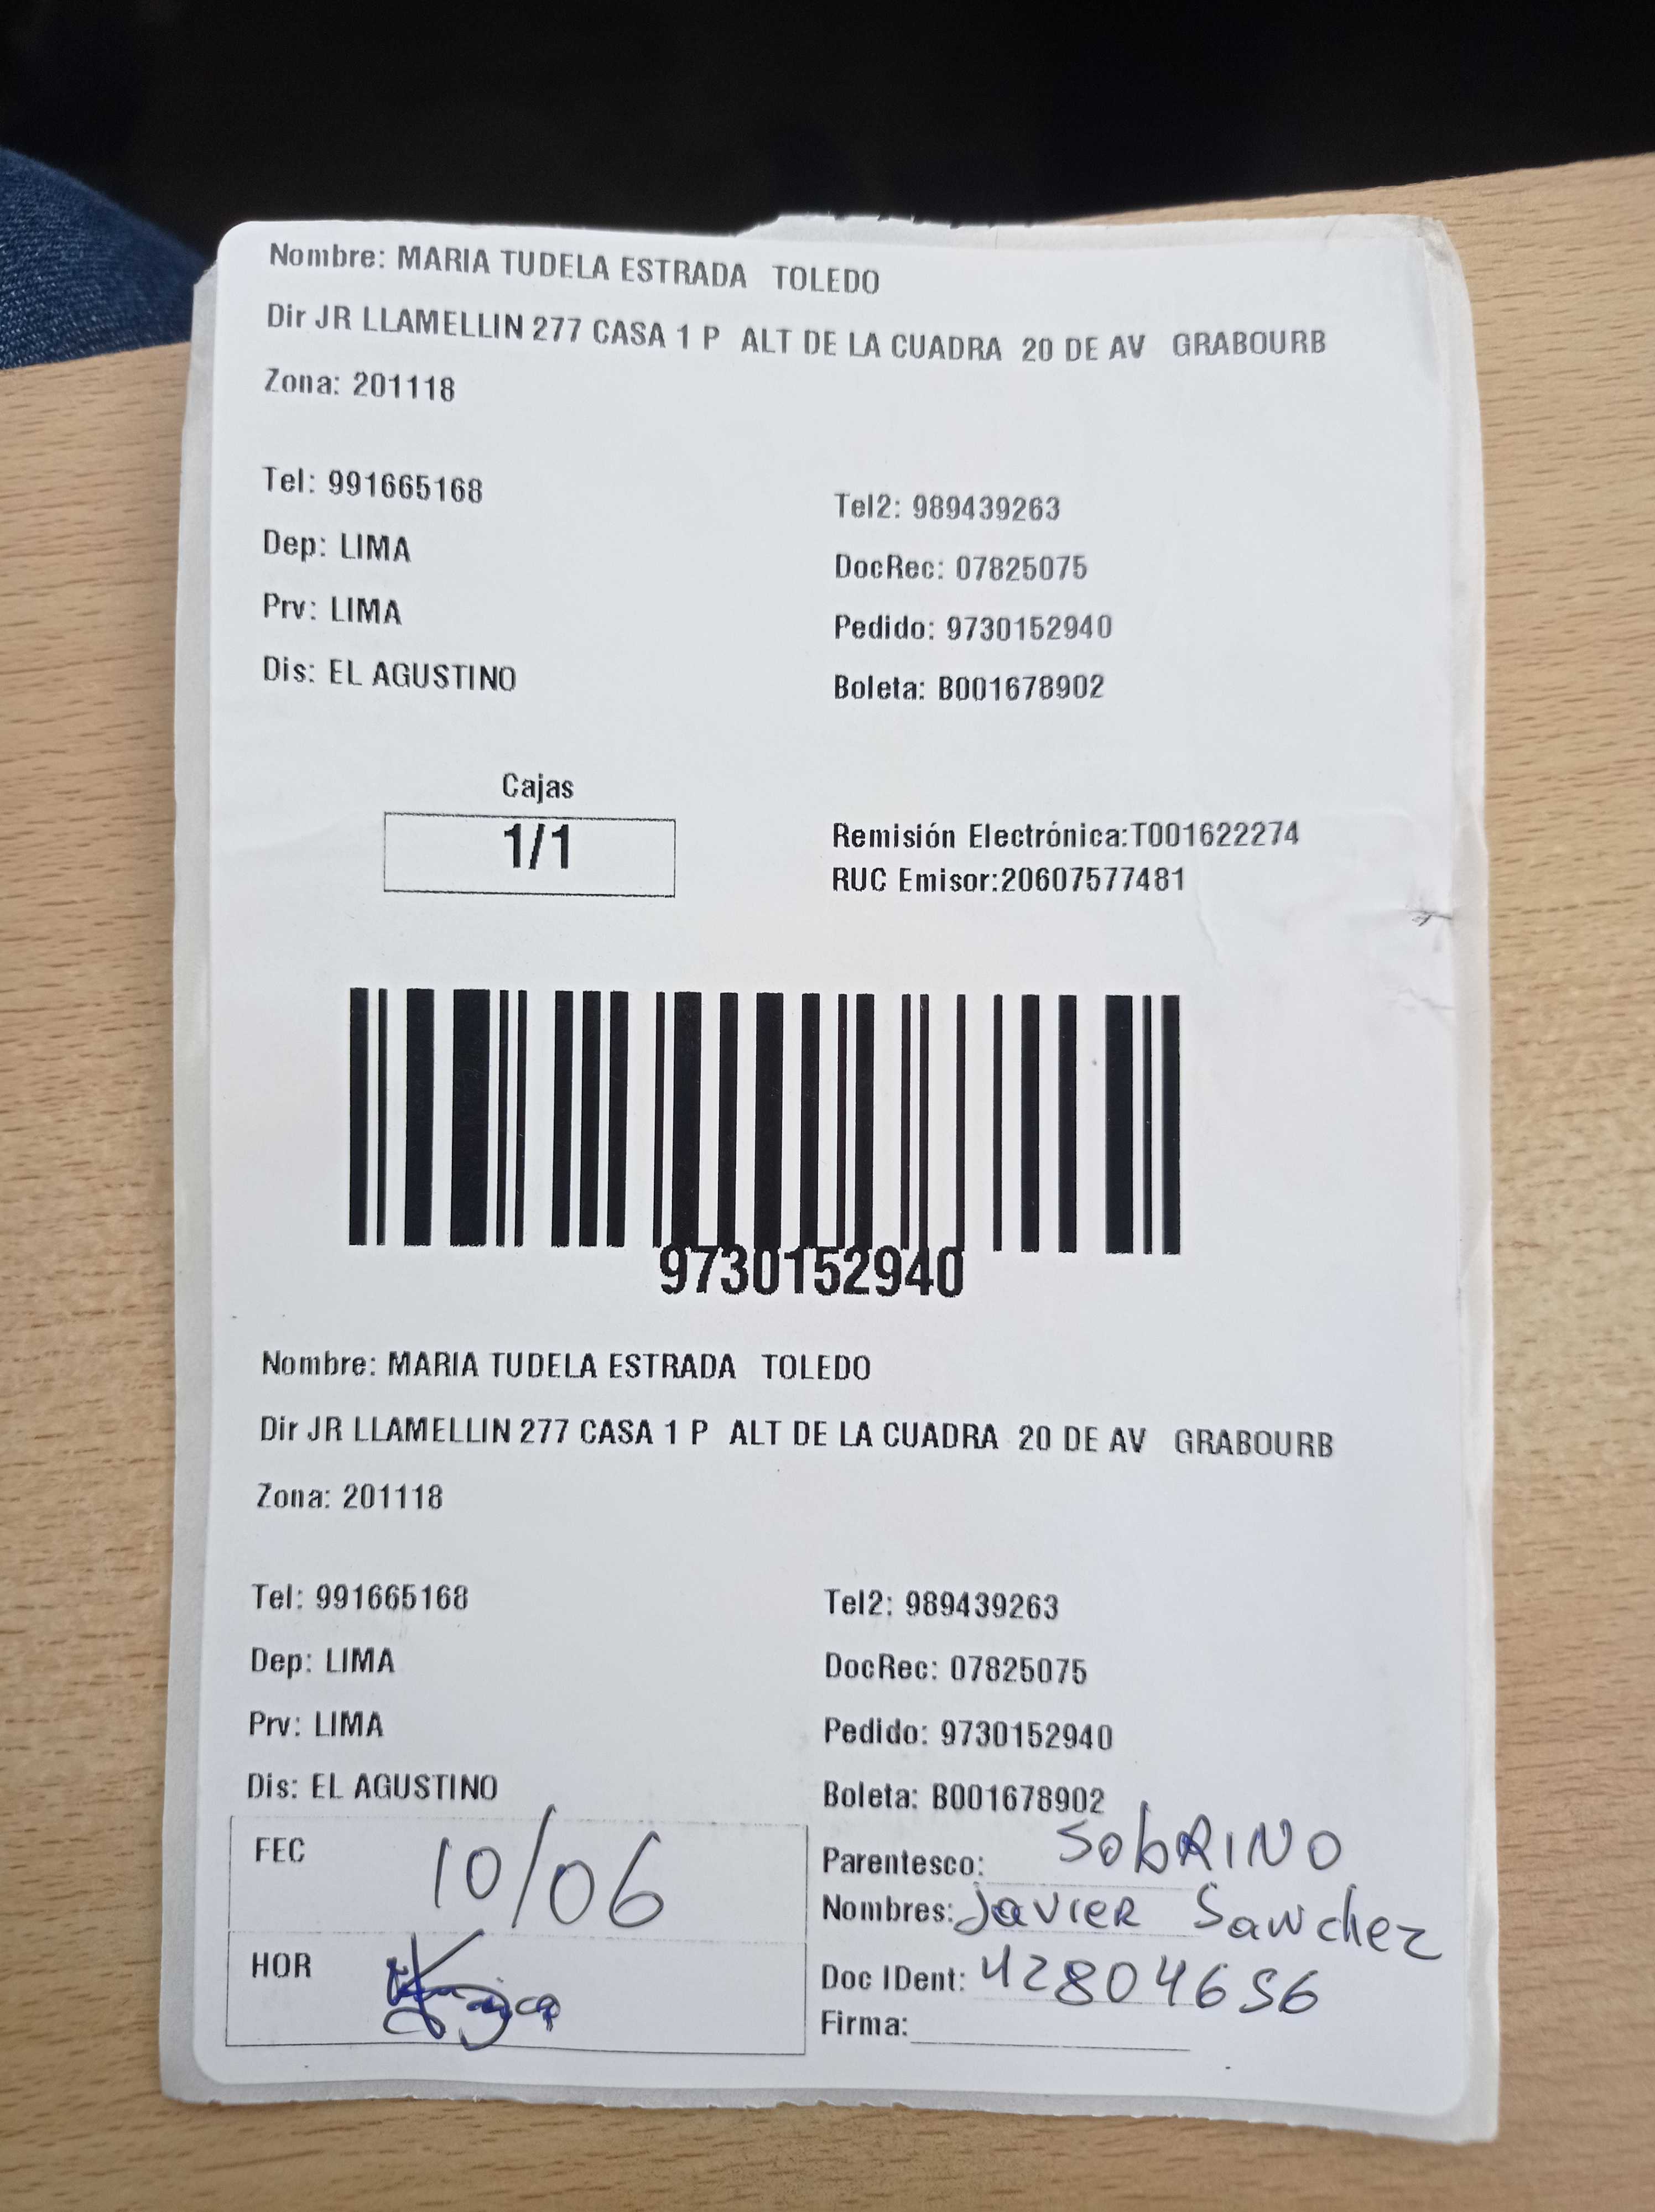 Nombre: MARIA TUDELA ESTRADA TOLEDO
Dir JR LLAMELLIN 277 CASA 1 P ALT DE LA CUADRA 20 DE AV GRABOURB
Zona: 201118
Tel: 991665168 Tel2: 989439263
Dep: LIMA DocRec: 07825075
Prv: LIMA Pedido: 9730152940
Dis: EL AGUSTINO Boleta: B001678902
Cajas
1/1
Remisión Electrónica:T001622274
RUC Emisor:20607577481
9730152940
Nombre: MARIA TUDELA ESTRADA TOLEDO
Dir JR LLAMELLIN 277 CASA 1 P ALT DE LA CUADRA 20 DE AV GRABOURB
Zona: 201118
Tel: 991665168 Tel2: 989439263
Dep: LIMA DocRec: 07825075
Prv: LIMA Pedido: 9730152940
Dis: EL AGUSTINO Boleta: B001678902
FEC 10/06 Parentesco: SObRINO
Nombres: Javier Sanchez
HOR Doc IDent: 42804656
Firma: